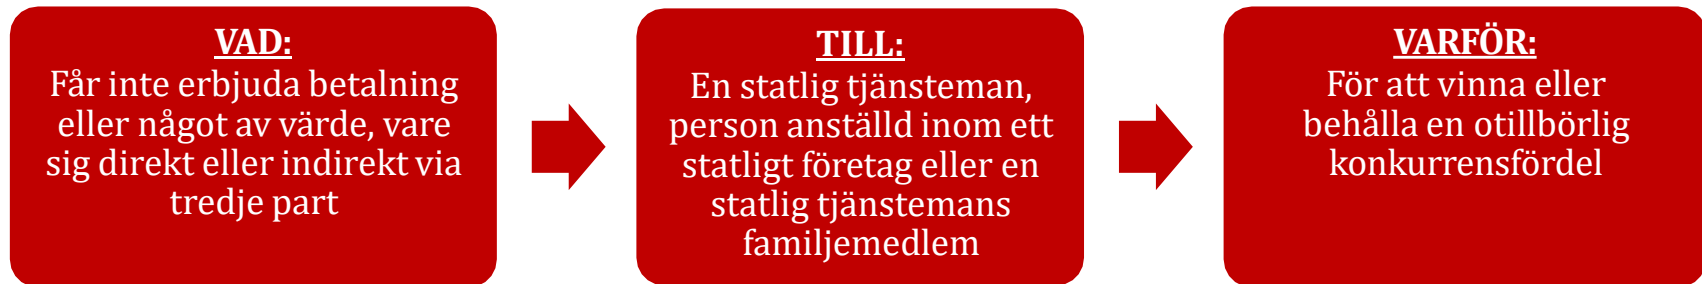 VAD:
Får inte erbjuda betalning
eller något av värde, vare
sig direkt eller indirekt via
tredje part
TILL:
En statlig tjänsteman,
person anställd inom ett
statligt företag eller en
statlig tjänstemans
familjemedlem
VARFÖR:
För att vinna eller
behålla en otillbörlig
konkurrensfördel